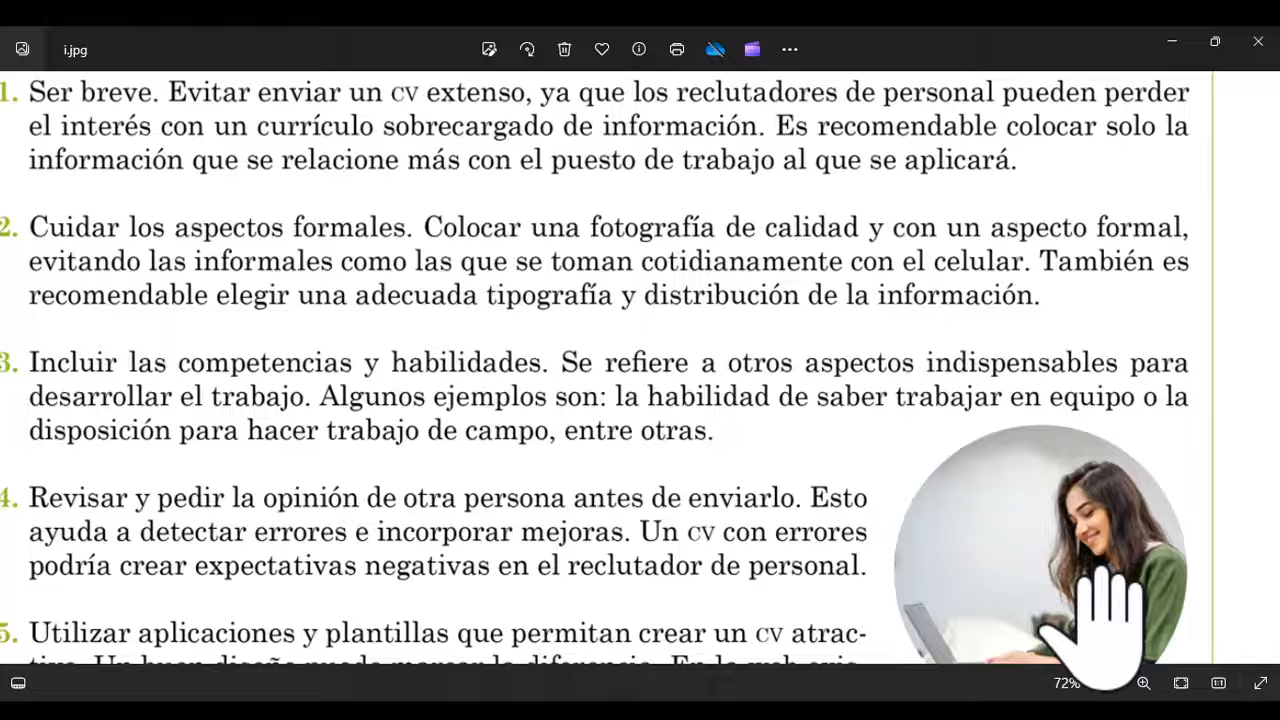 i.jpg
1. Ser breve. Evitar enviar un CV extenso, ya que los reclutadores de personal pueden perder
el interés con un currículo sobrecargado de información. Es recomendable colocar solo la
información que se relacione más con el puesto de trabajo al que se aplicará.
2. Cuidar los aspectos formales. Colocar una fotografía de calidad y con un aspecto formal,
evitando las informales como las que se toman cotidianamente con el celular. También es
recomendable elegir una adecuada tipografía y distribución de la información.
3. Incluir las competencias y habilidades. Se refiere a otros aspectos indispensables para
desarrollar el trabajo. Algunos ejemplos son: la habilidad de saber trabajar en equipo o la
disposición para hacer trabajo de campo, entre otras.
4. Revisar y pedir la opinión de otra persona antes de enviarlo. Esto
ayuda a detectar errores e incorporar mejoras. Un CV con errores
podría crear expectativas negativas en el reclutador de personal.
5. Utilizar aplicaciones y plantillas que permitan crear un CV atrac-
72%